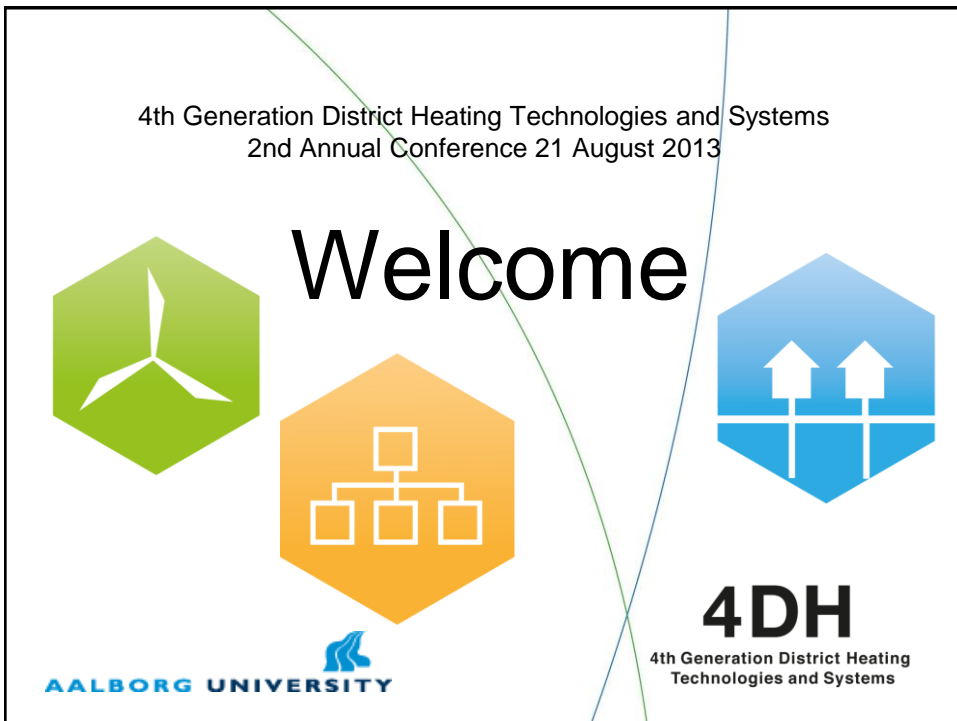 4th Generation District Heating Technologies and Systems
2nd Annual Conference 21 August 2013
Welcome
AALBORG UNIVERSITY
4DH
4th Generation District Heating
Technologies and Systems